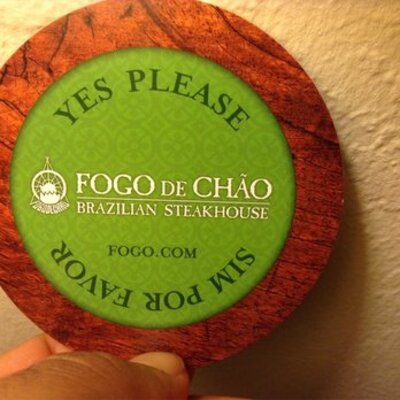 YES PLEASE
FOGO DE CHÃO
BRAZILIAN STEAKHOUSE
FOGO.COM
SIM POR FAVOR